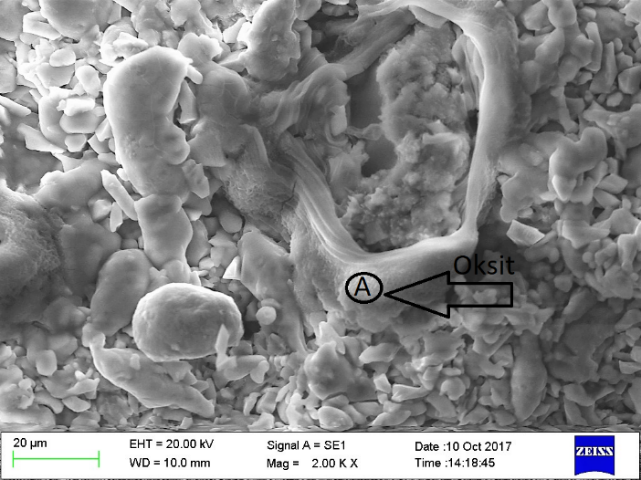 Oksit
A
20 µm
EHT = 20.00 kV
Signal A = SE1
Date :10 Oct 2017
ZEISS
WD = 10.0 mm
Mag = 2.00 K X
Time :14:18:45